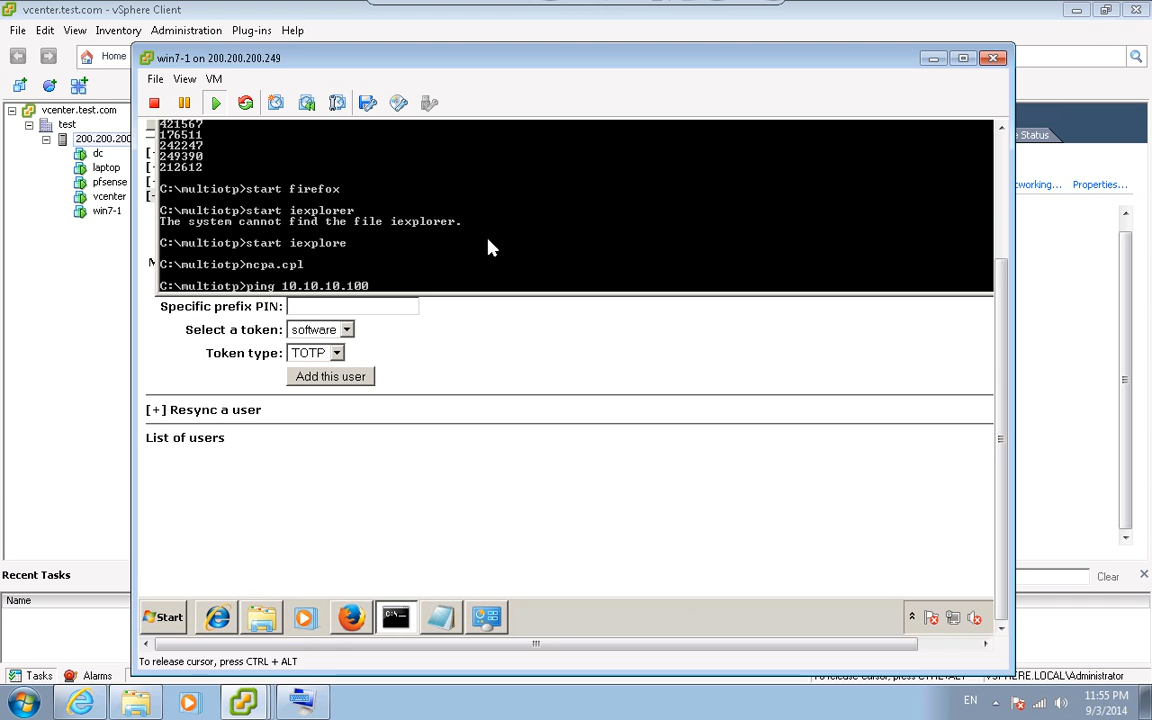 vcenter.test.com - vSphere Client
File Edit View Inventory Administration Plug-ins Help
Home
win7-1 on 200.200.200.249
File View VM
vcenter.test.com
test
200.200.200
dc
laptop
pfsense
vcenter
win7-1
421567
176511
242247
249390
212612
C:\multiotp>start firefox
C:\multiotp>start iexplorer
The system cannot find the file iexplorer.
C:\multiotp>start iexplore
C:\multiotp>ncpa.cpl
C:\multiotp>ping 10.10.10.100
Status
working... Properties...
Specific prefix PIN:
Select a token: software
Token type: TOTP
Add this user
[+] Resync a user
List of users
Recent Tasks
Name
Clear
Start
To release cursor, press CTRL + ALT
Tasks Alarms
VSPHERE.LOCAL\Administrator
EN
11:55 PM
9/3/2014